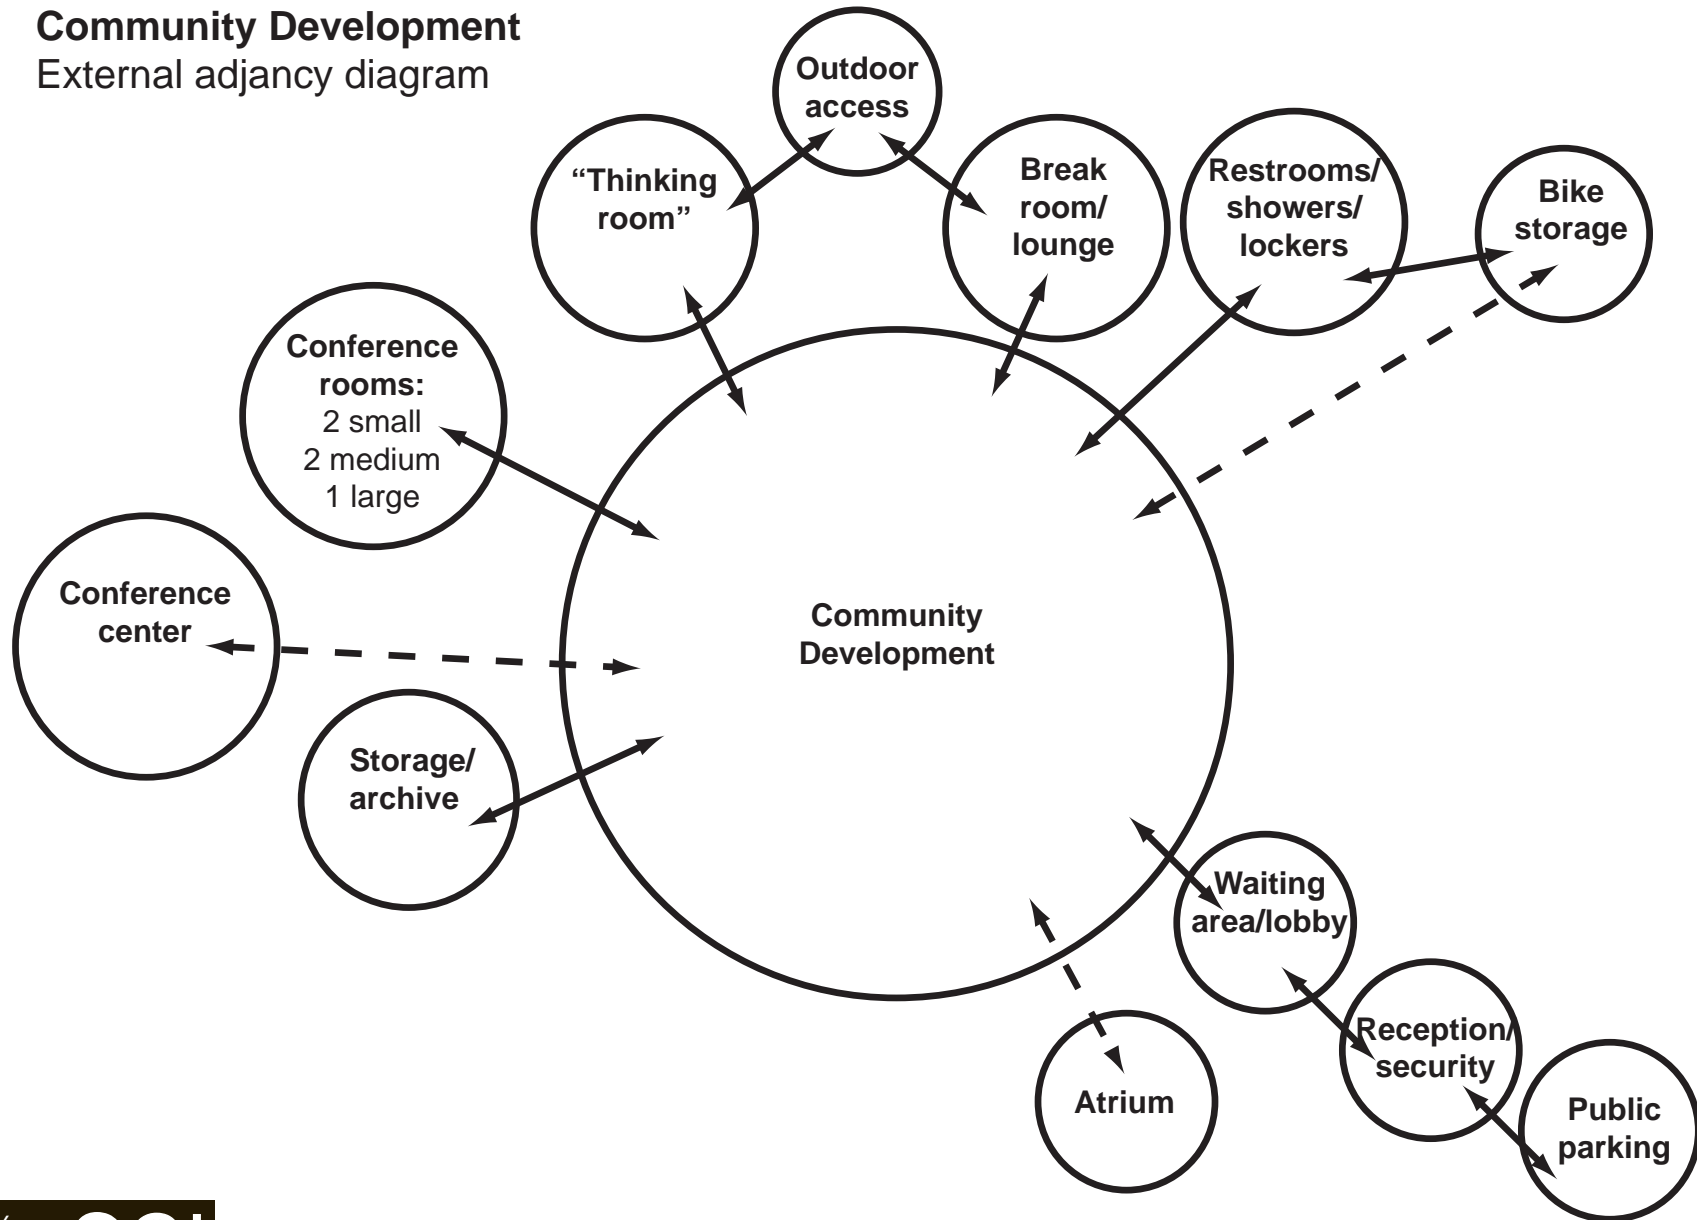 Community Development
External adjancy diagram
Outdoor
access
“Thinking
room”
Break
room/
lounge
Restrooms/
showers/
lockers
Bike
storage
Conference
rooms:
2 small
2 medium
1 large
Conference
center
Community
Development
Storage/
archive
Waiting
area/lobby
Reception/
security
Atrium
Public
parking